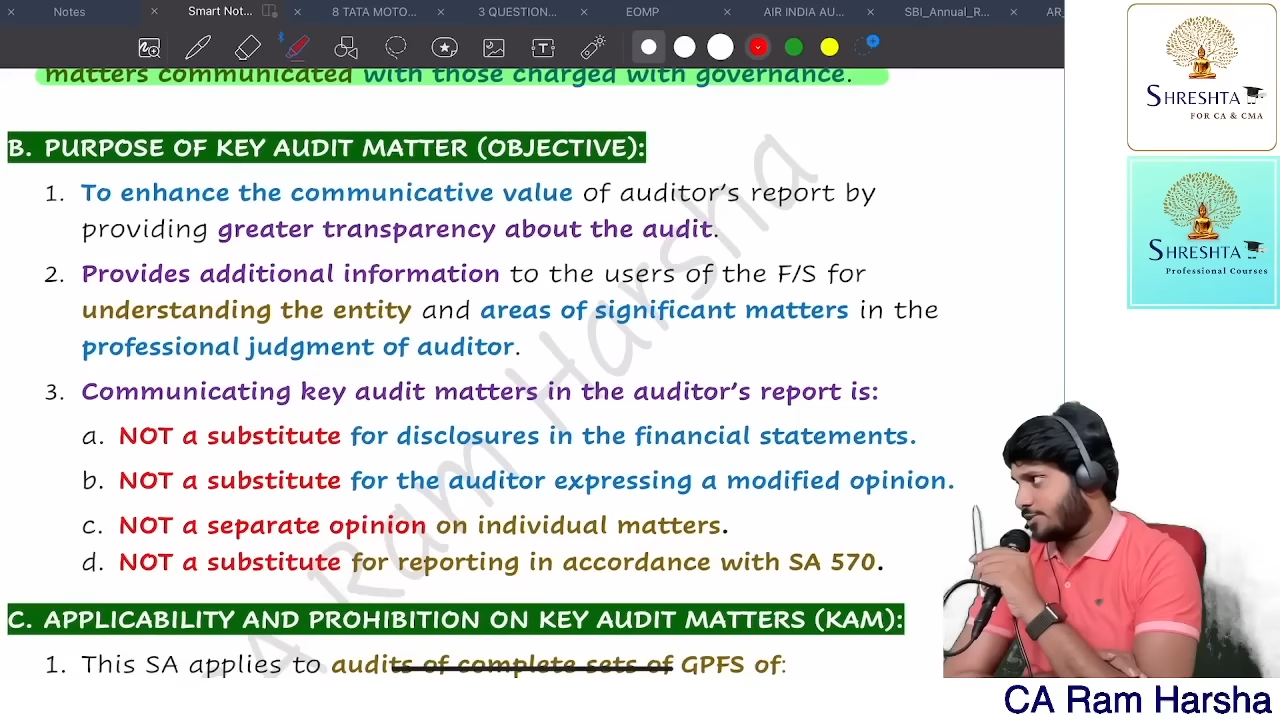 Notes
Smart Not...
8 TATA MOTO...
3 QUESTION...
EOMP
AIR INDIA AU...
SBI_Annual_R...
AR_
matters communicated with those charged with governance.
B. PURPOSE OF KEY AUDIT MATTER (OBJECTIVE):
1. To enhance the communicative value of auditor's report by
providing greater transparency about the audit.
2. Provides additional information to the users of the F/S for
understanding the entity and areas of significant matters in the
professional judgment of auditor.
3. Communicating key audit matters in the auditor's report is:
a. NOT a substitute for disclosures in the financial statements.
b. NOT a substitute for the auditor expressing a modified opinion.
c. NOT a separate opinion on individual matters.
d. NOT a substitute for reporting in accordance with SA 570.
C. APPLICABILITY AND PROHIBITION ON KEY AUDIT MATTERS (KAM):
1. This SA applies to audits of complete sets of GPFS of:
Ram Harsha
SHRESHTA
FOR CA & CMA
SHRESHTA
Professional Courses
CA Ram Harsha